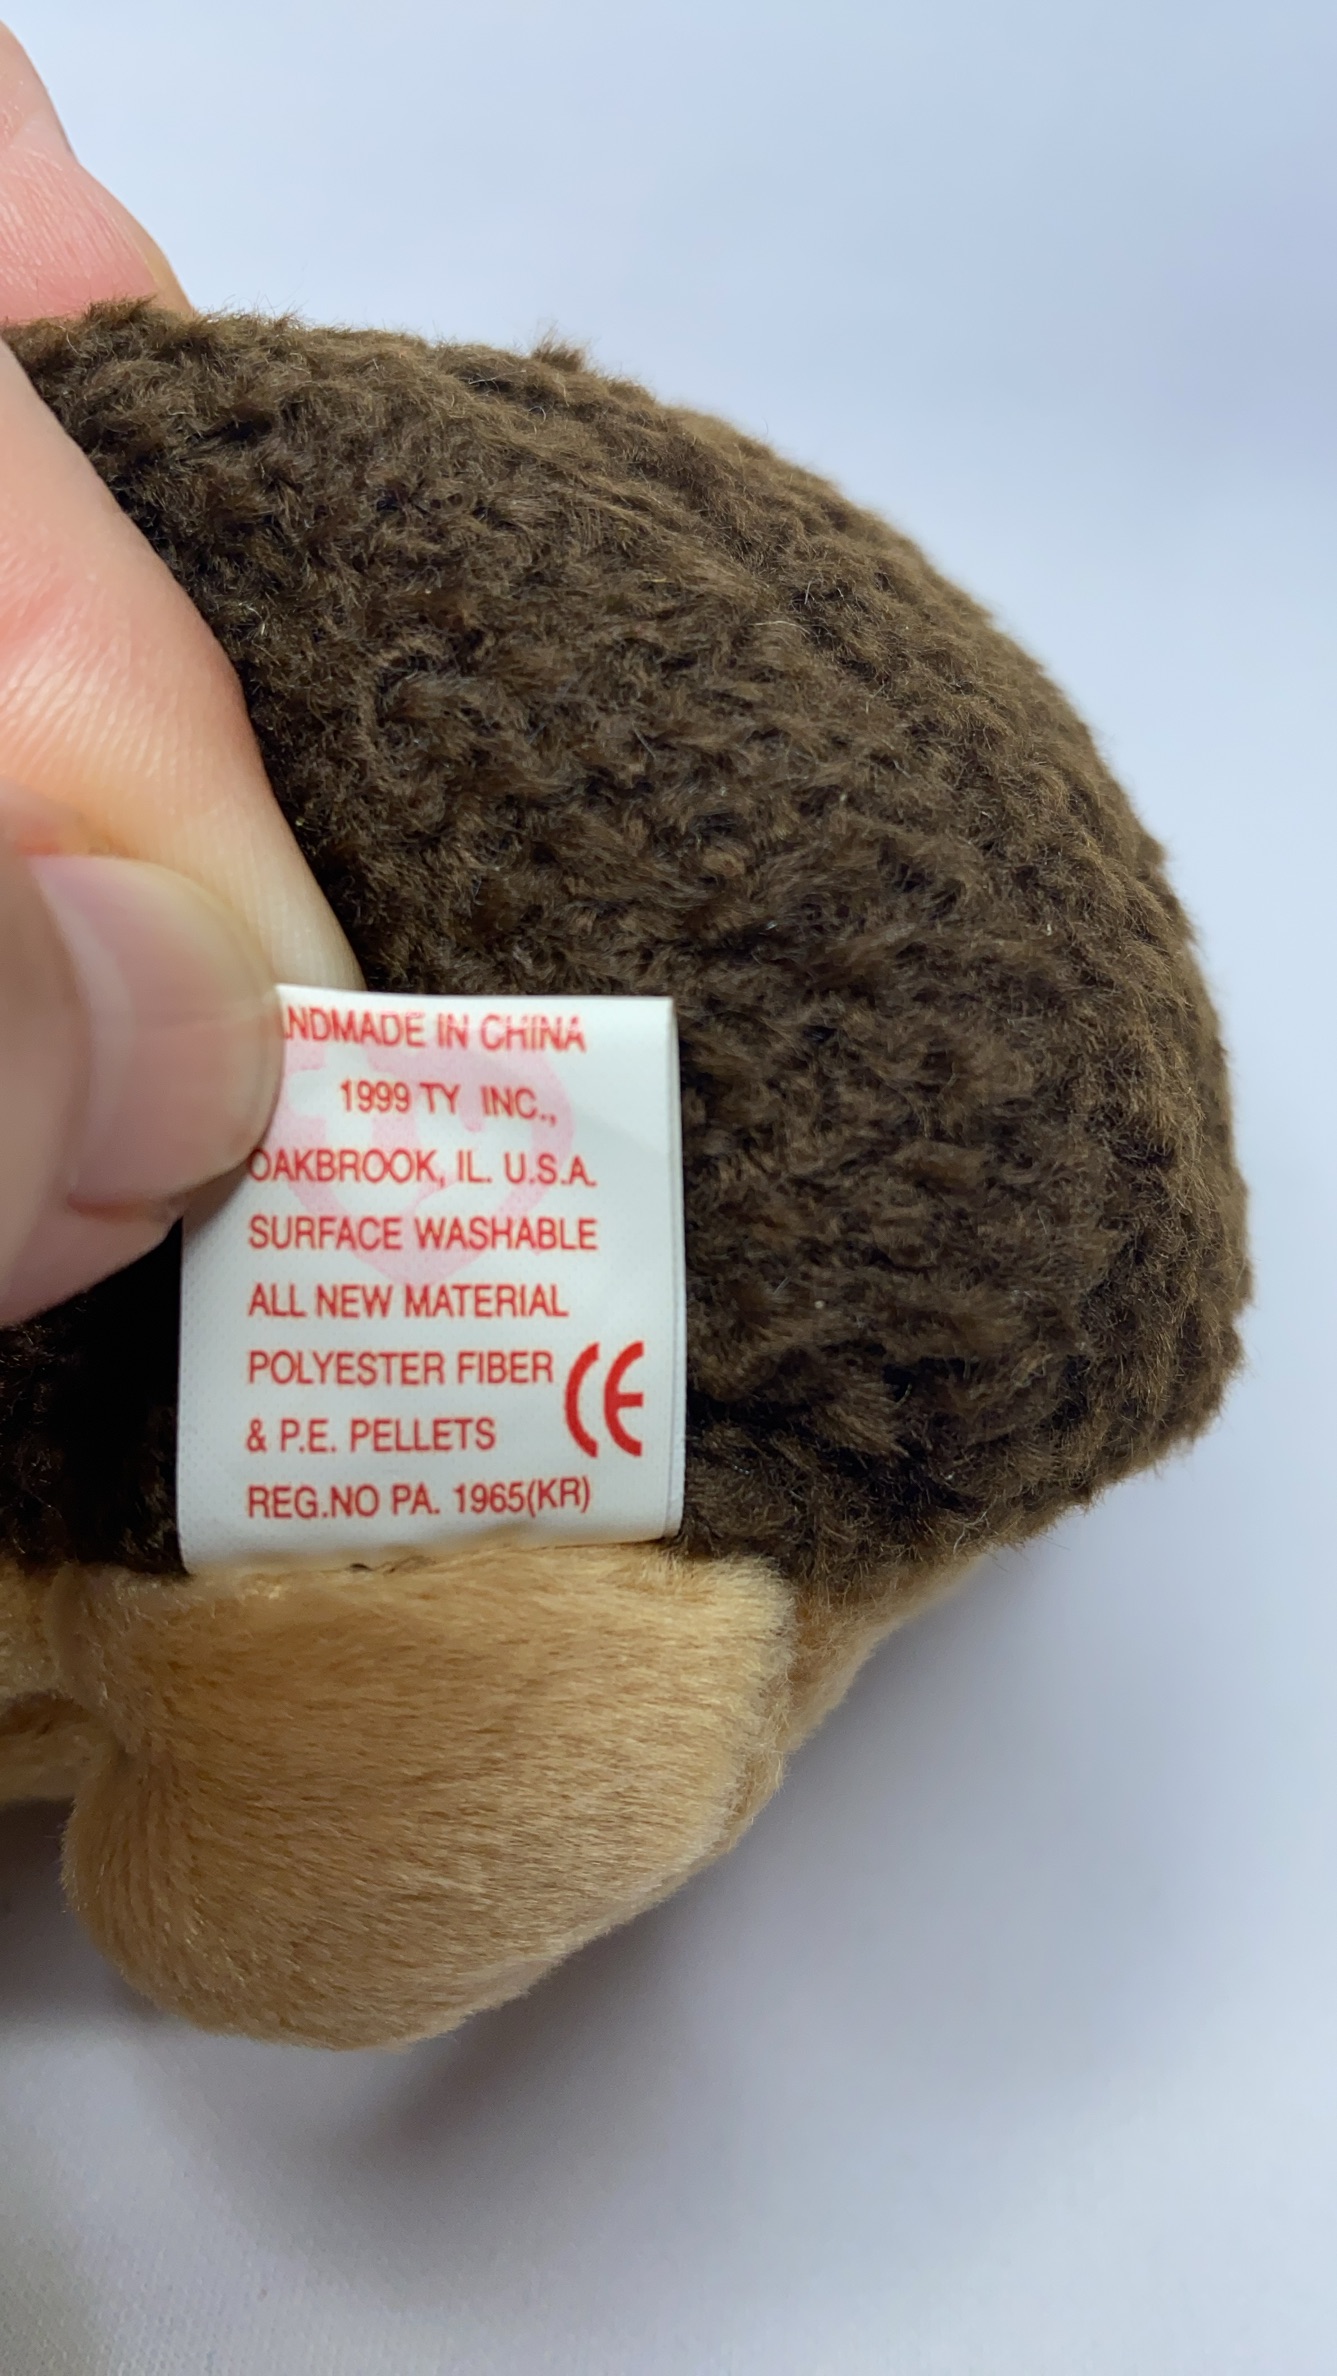 ANDMADE IN CHINA
1999 TY INC.,
OAKBROOK, IL. U.S.A.
SURFACE WASHABLE
ALL NEW MATERIAL
POLYESTER FIBER
& P.E. PELLETS
CE
REG.NO PA. 1965(KR)